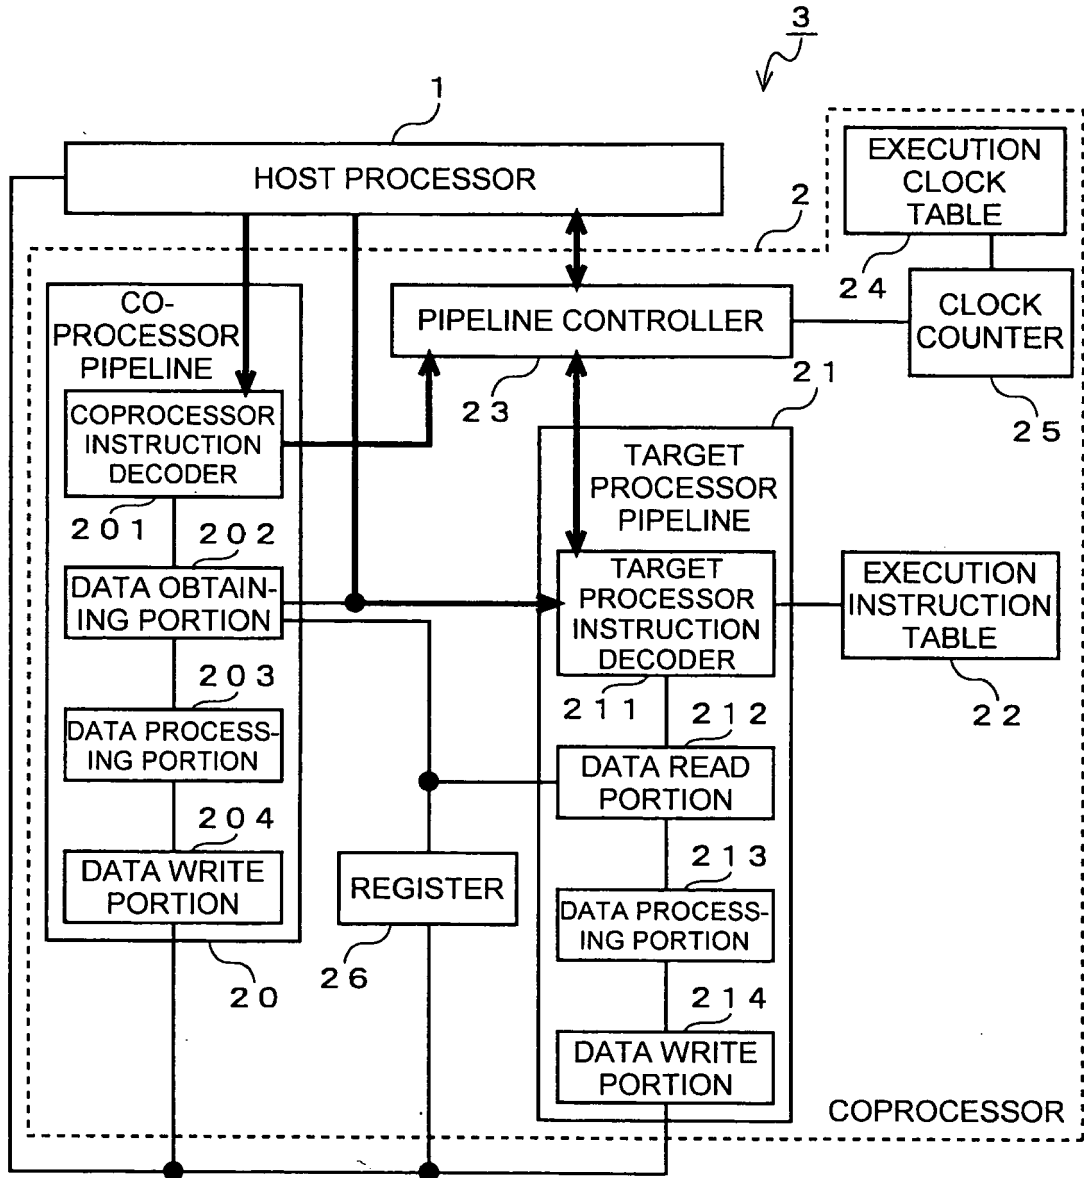 3
1
HOST PROCESSOR
EXECUTION
CLOCK
TABLE
2
24
CO-
PROCESSOR
PIPELINE
PIPELINE CONTROLLER
CLOCK
COUNTER
23
21
25
COPROCESSOR
INSTRUCTION
DECODER
TARGET
PROCESSOR
PIPELINE
201
202
DATA OBTAIN-
ING PORTION
TARGET
PROCESSOR
INSTRUCTION
DECODER
EXECUTION
INSTRUCTION
TABLE
203
211
212
22
DATA PROCESS-
ING PORTION
DATA READ
PORTION
204
213
DATA WRITE
PORTION
REGISTER
DATA PROCESS-
ING PORTION
20
26
214
DATA WRITE
PORTION
COPROCESSOR